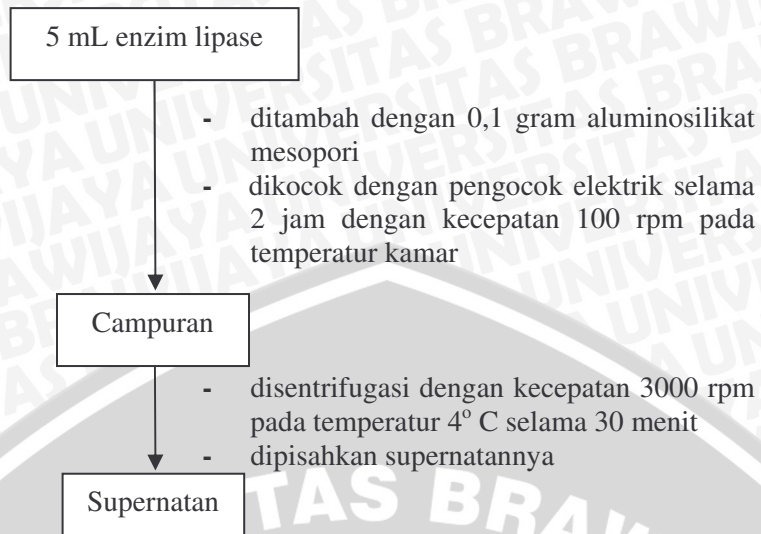 5 mL enzim lipase
- ditambah dengan 0,1 gram aluminosilikat
mesopori
- dikocok dengan pengocok elektrik selama
2 jam dengan kecepatan 100 rpm pada
temperatur kamar
Campuran
- disentrifugasi dengan kecepatan 3000 rpm
pada temperatur 4° C selama 30 menit
- dipisahkan supernatannya
Supernatan